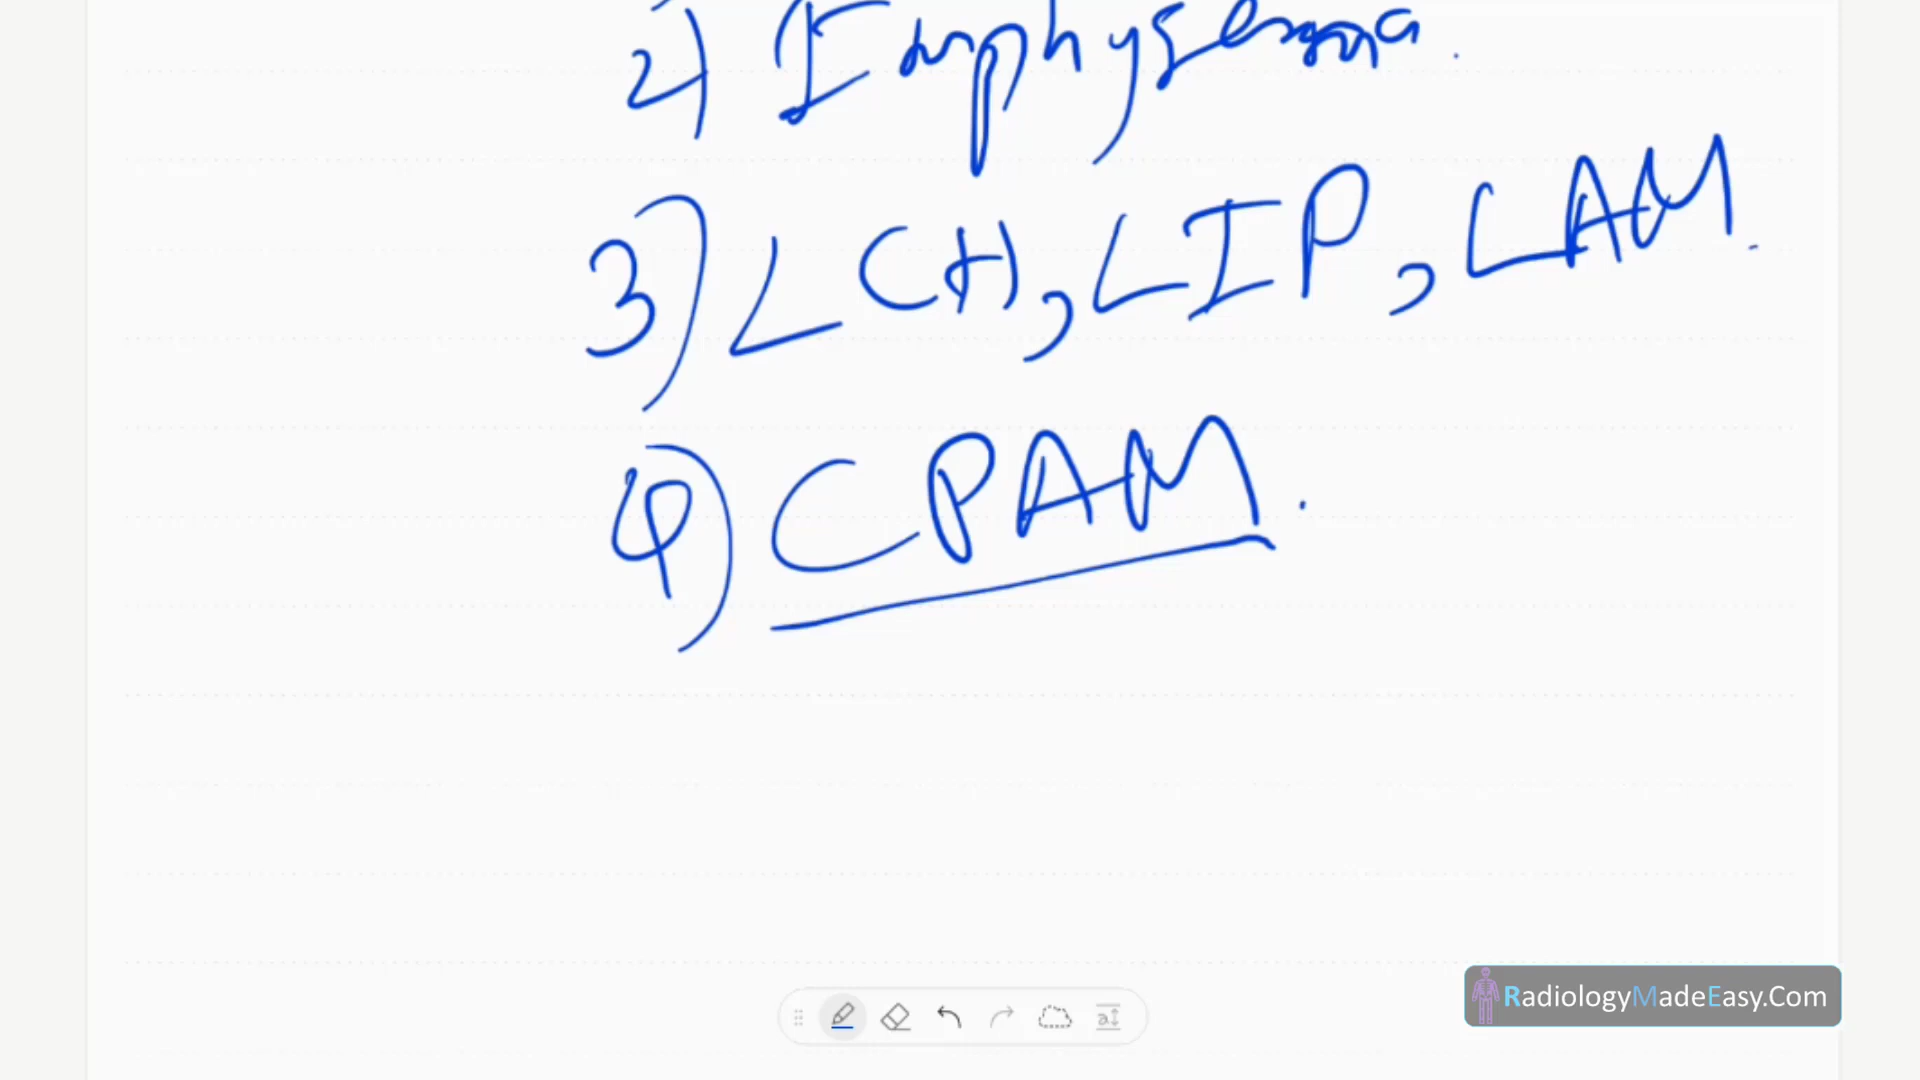 2) Emphysema.
3) LCH, LIP, LAM.
4) CPAM.
RadiologyMadeEasy.Com